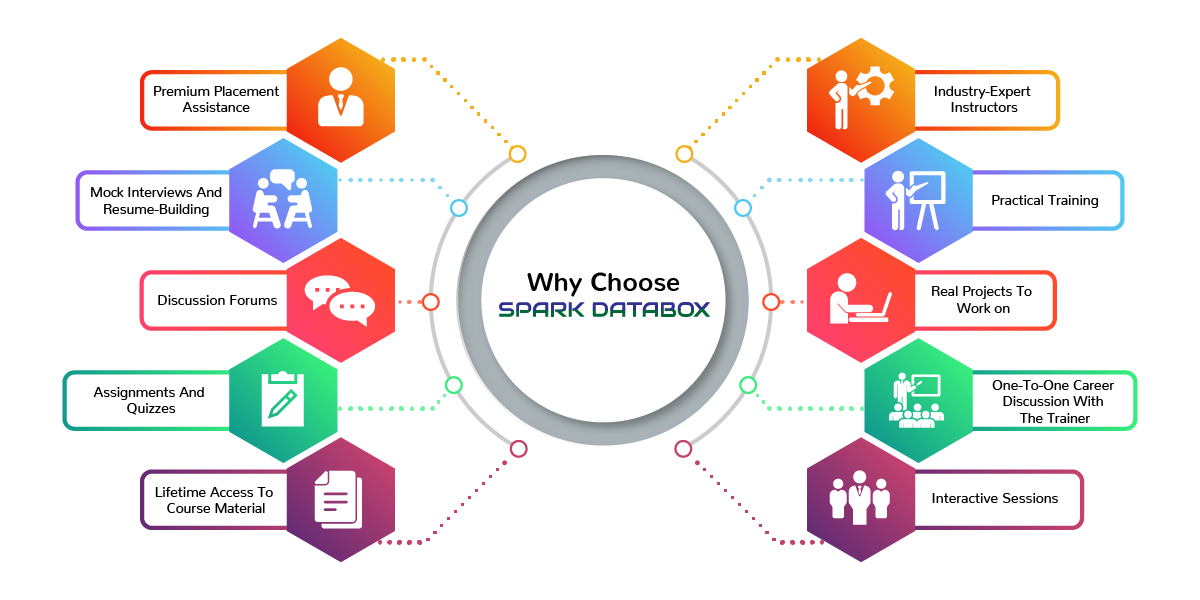 Why Choose
SPARK DATABOX
Premium Placement
Assistance
Mock Interviews And
Resume-Building
Discussion Forums
Assignments And
Quizzes
Lifetime Access To
Course Material
Industry-Expert
Instructors
Practical Training
Real Projects To
Work on
One-To-One Career
Discussion With
The Trainer
Interactive Sessions